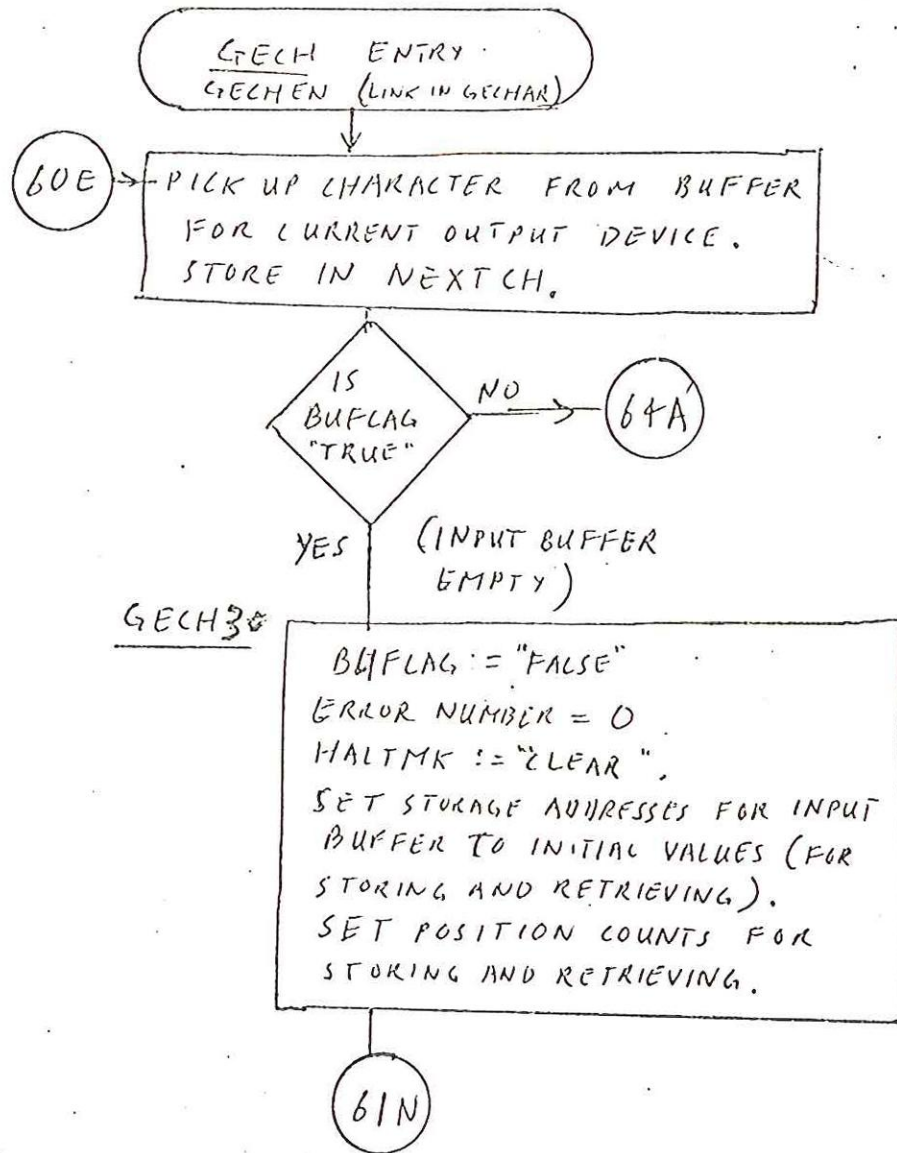 GECH ENTRY.
GECHEN (LINK IN GECHAR)
60E
PICK UP CHARACTER FROM BUFFER
FOR CURRENT OUTPUT DEVICE.
STORE IN NEXTCH.
IS
BUFLAG
"TRUE"
NO
64A
YES
(INPUT BUFFER
EMPTY)
GECH3
BUFLAG := "FALSE"
ERROR NUMBER = 0
HALTMK := "CLEAR".
SET STORAGE ADDRESSES FOR INPUT
BUFFER TO INITIAL VALUES (FOR
STORING AND RETRIEVING).
SET POSITION COUNTS FOR
STORING AND RETRIEVING.
61N